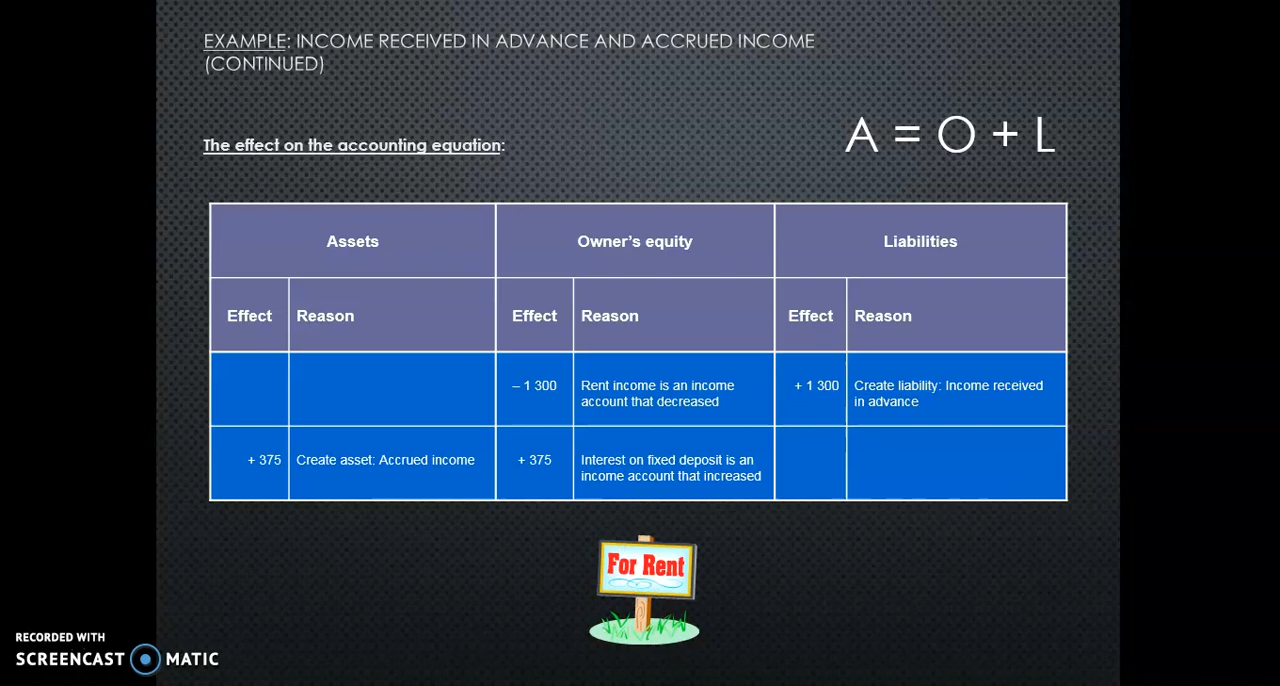 EXAMPLE: INCOME RECEIVED IN ADVANCE AND ACCRUED INCOME
(CONTINUED)
The effect on the accounting equation:
A = O + L
Assets
Owner’s equity
Liabilities
Effect
Reason
Effect
Reason
Effect
Reason
– 1 300
Rent income is an income
account that decreased
+ 1 300
Create liability: Income received
in advance
+ 375
Create asset: Accrued income
+ 375
Interest on fixed deposit is an
income account that increased
For Rent
RECORDED WITH
SCREENCAST MATIC